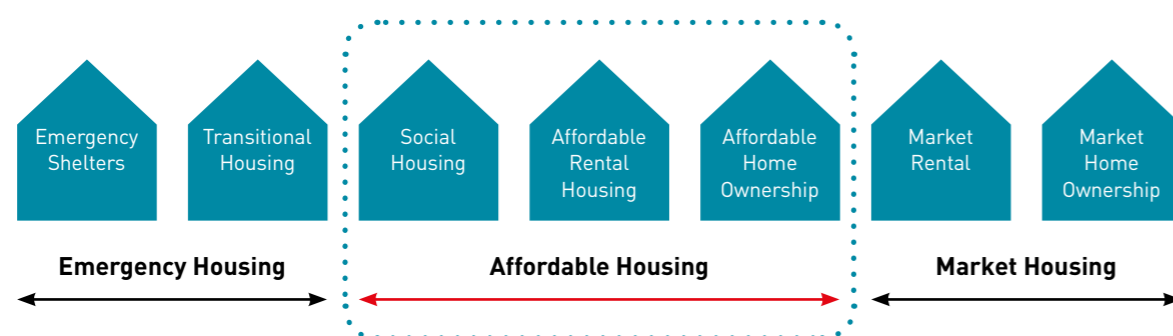 Emergency
Shelters
Transitional
Housing
Social
Housing
Affordable
Rental
Housing
Affordable
Home
Ownership
Market
Rental
Market
Home
Ownership
Emergency Housing
Affordable Housing
Market Housing